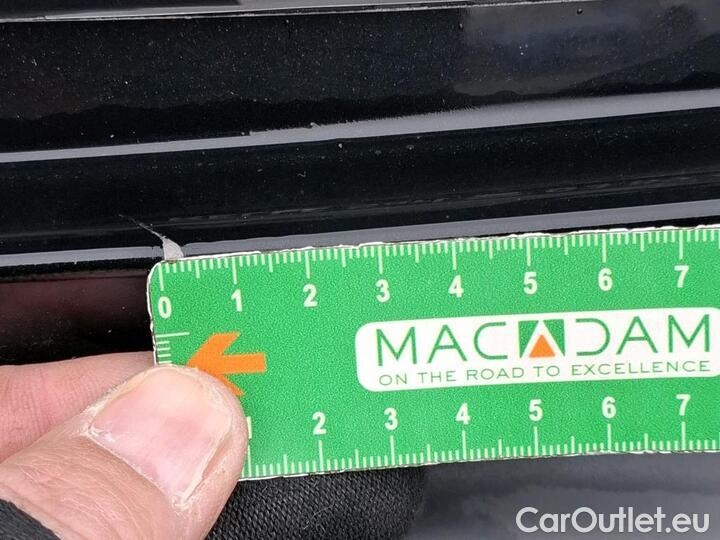 0 1 2 3 4 5 6 7
MACADAM
ON THE ROAD TO EXCELLENCE
2 3 4 5 6 7
CarOutlet.eu